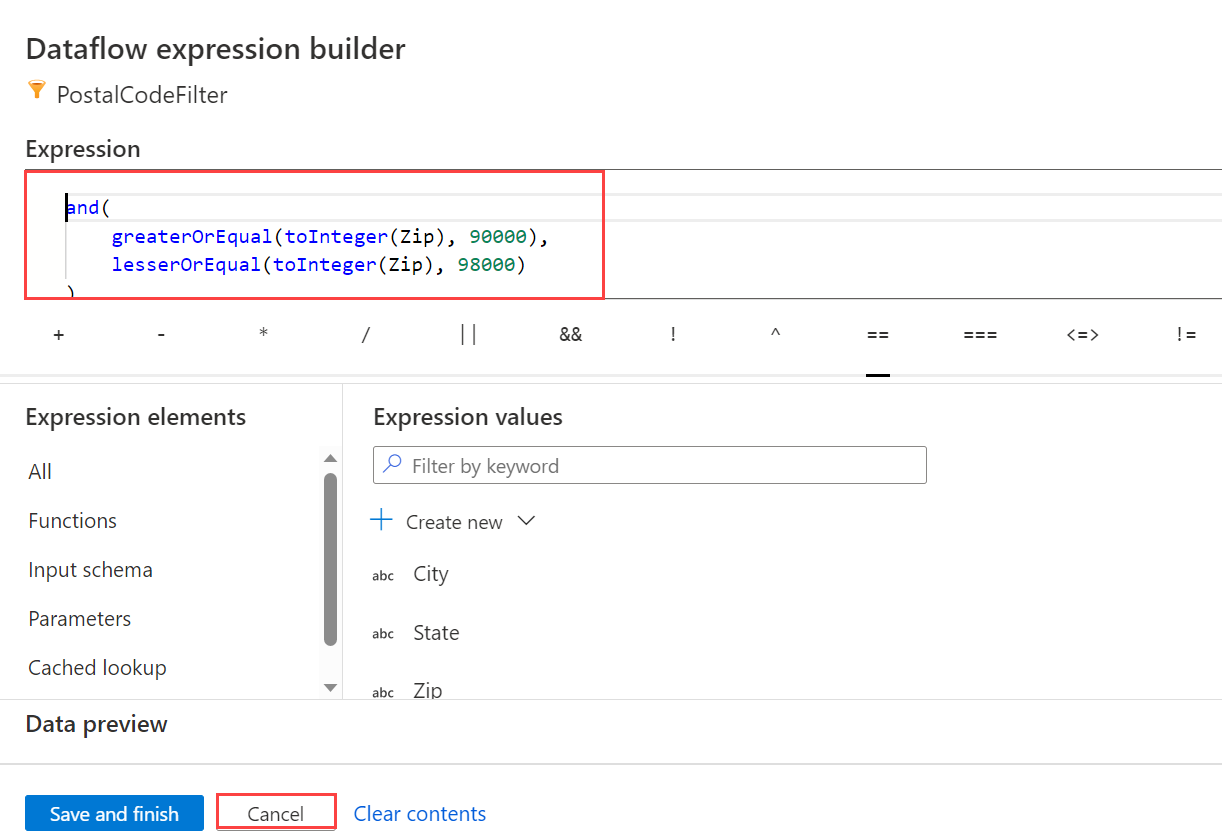 Dataflow expression builder
PostalCodeFilter
Expression
and(
greaterOrEqual(toInteger(Zip), 90000),
lesserOrEqual(toInteger(Zip), 98000)
)
+ - * / || && ! ^ == === <=> !=
Expression elements
Expression values
All
Filter by keyword
Functions
Create new
Input schema
abc City
Parameters
abc State
Cached lookup
abc Zip
Data preview
Save and finish Cancel Clear contents